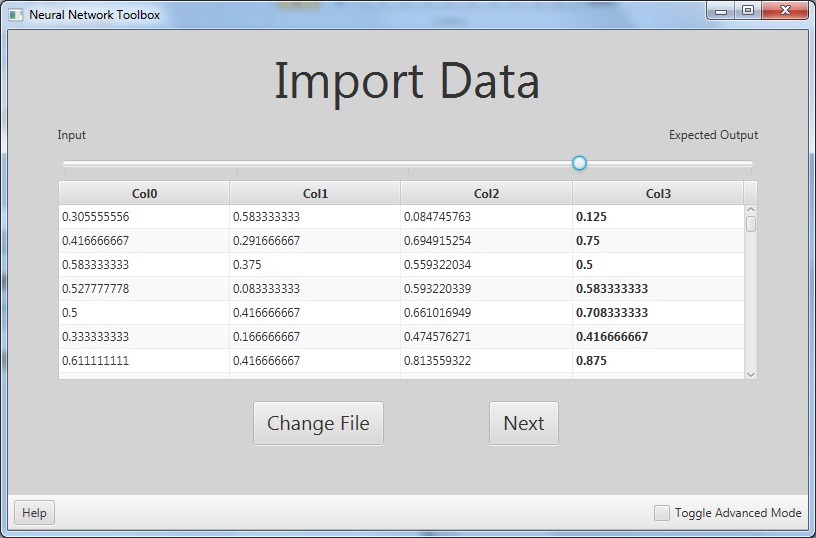 Neural Network Toolbox
Import Data
Input Expected Output
Col0 Col1 Col2 Col3
0.305555556 0.583333333 0.084745763 0.125
0.416666667 0.291666667 0.694915254 0.75
0.583333333 0.375 0.559322034 0.5
0.527777778 0.083333333 0.593220339 0.583333333
0.5 0.416666667 0.661016949 0.708333333
0.333333333 0.166666667 0.474576271 0.416666667
0.611111111 0.416666667 0.813559322 0.875
Change File Next
Help Toggle Advanced Mode